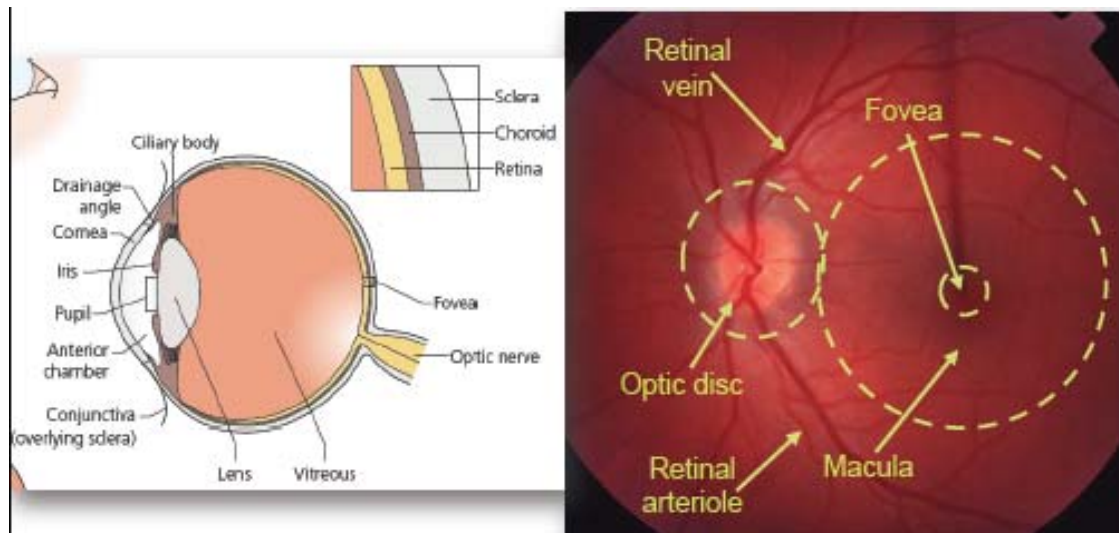 Sclera
Choroid
Retina
Ciliary body
Drainage
angle
Cornea
Iris
Pupil
Anterior
chamber
Conjunctiva
(overlying sclera)
Lens
Vitreous
Fovea
Optic nerve
Retinal
vein
Fovea
Optic disc
Retinal
arteriole
Macula